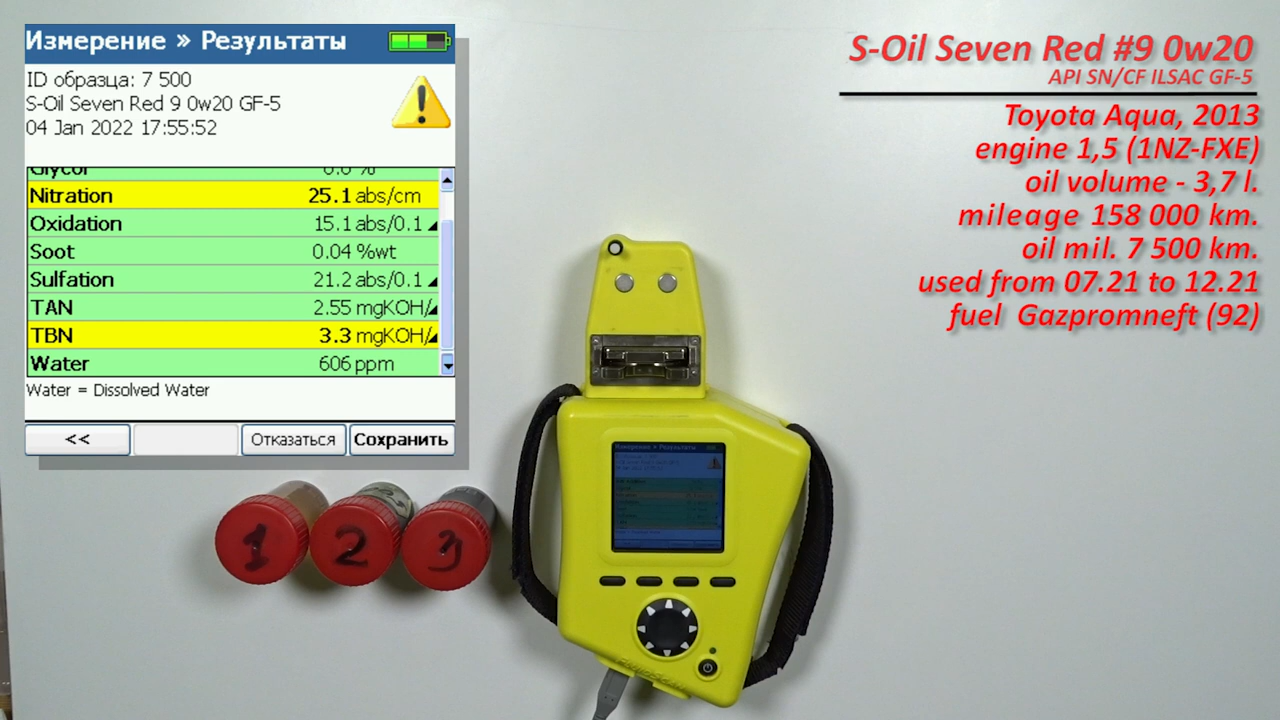 Измерение » Результаты
ID образца: 7 500
S-Oil Seven Red 9 0w20 GF-5
04 Jan 2022 17:55:52
Glycol 0.0 %
Nitration 25.1 abs/cm
Oxidation 15.1 abs/0.1
Soot 0.04 %wt
Sulfation 21.2 abs/0.1
TAN 2.55 mgKOH/
TBN 3.3 mgKOH/
Water 606 ppm
Water = Dissolved Water
<< Отказаться Сохранить
S-Oil Seven Red #9 0w20
API SN/CF ILSAC GF-5
Toyota Aqua, 2013
engine 1,5 (1NZ-FXE)
oil volume - 3,7 l.
mileage 158 000 km.
oil mil. 7 500 km.
used from 07.21 to 12.21
fuel Gazpromneft (92)
1 2 3
Измерение » Результаты